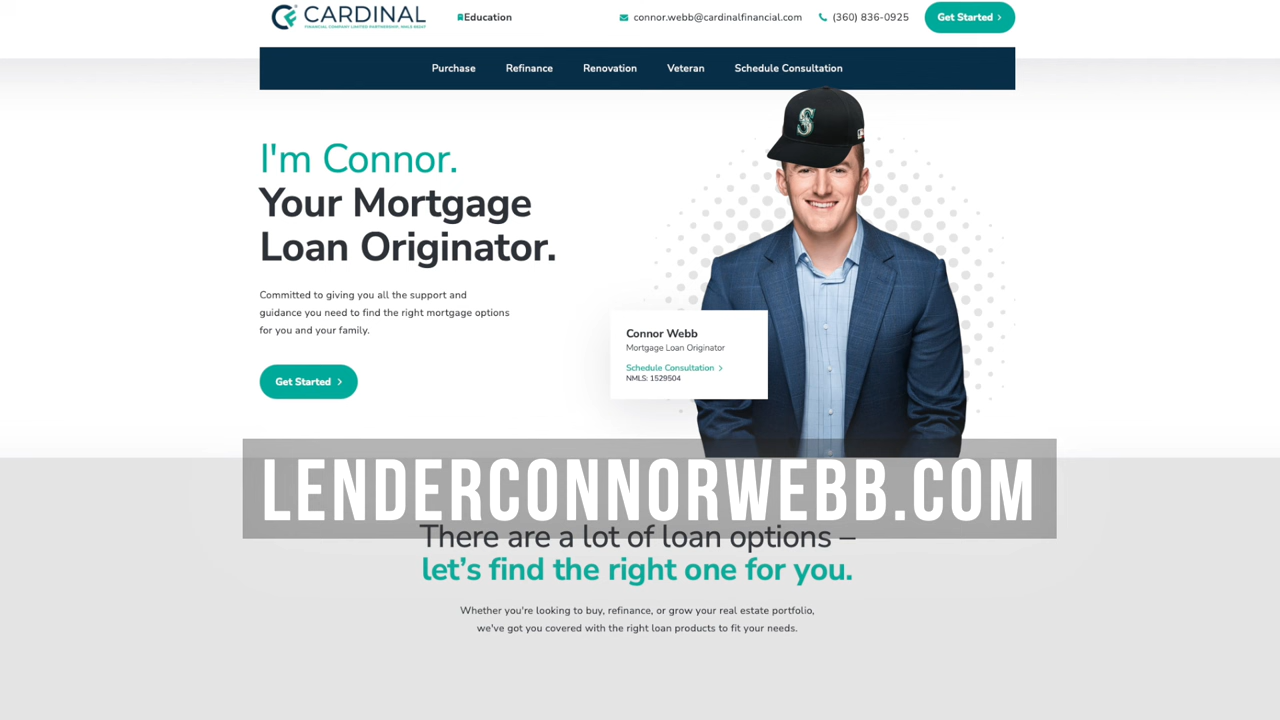 CARDINAL
Education
connor.webb@cardinalfinancial.com
(360) 836-0925
Get Started
Purchase
Refinance
Renovation
Veteran
Schedule Consultation
S
I'm Connor.
Your Mortgage
Loan Originator.
Committed to giving you all the support and
guidance you need to find the right mortgage options
for you and your family.
Get Started
Connor Webb
Mortgage Loan Originator
Schedule Consultation
NMLS: 1529504
LENDERCONNORWEBB.COM
There are a lot of loan options –
let's find the right one for you.
Whether you're looking to buy, refinance, or grow your real estate portfolio,
we've got you covered with the right loan products to fit your needs.